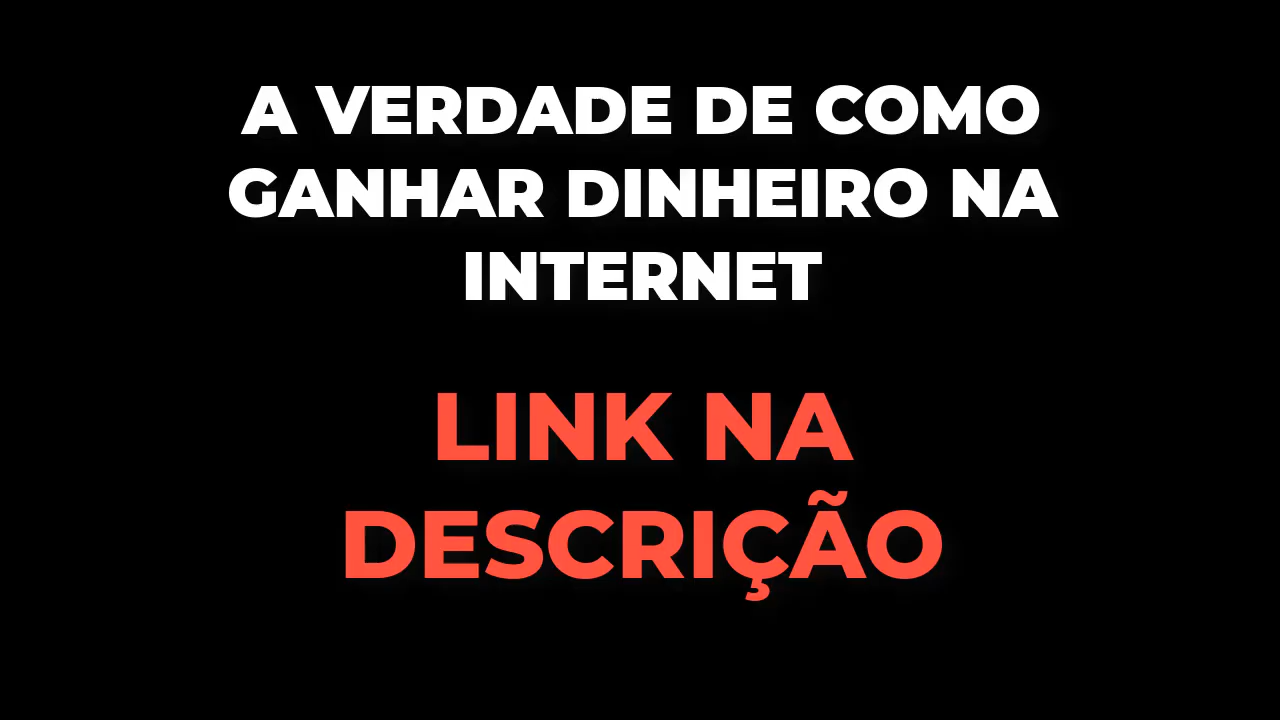 A VERDADE DE COMO
GANHAR DINHEIRO NA
INTERNET
LINK NA
DESCRIÇÃO